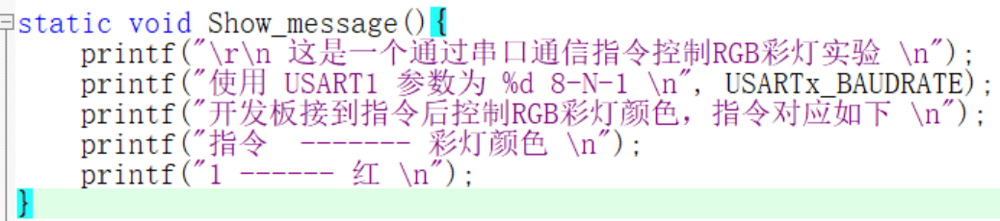 static void Show_message(){
printf("\r\n 这是一个通过串口通信指令控制RGB彩灯实验 \n");
printf("使用 USART1 参数为 %d 8-N-1 \n", USARTx_BAUDRATE);
printf("开发板接到指令后控制RGB彩灯颜色，指令对应如下 \n");
printf("指令  ------- 彩灯颜色 \n");
printf("1 ------ 红 \n");
}